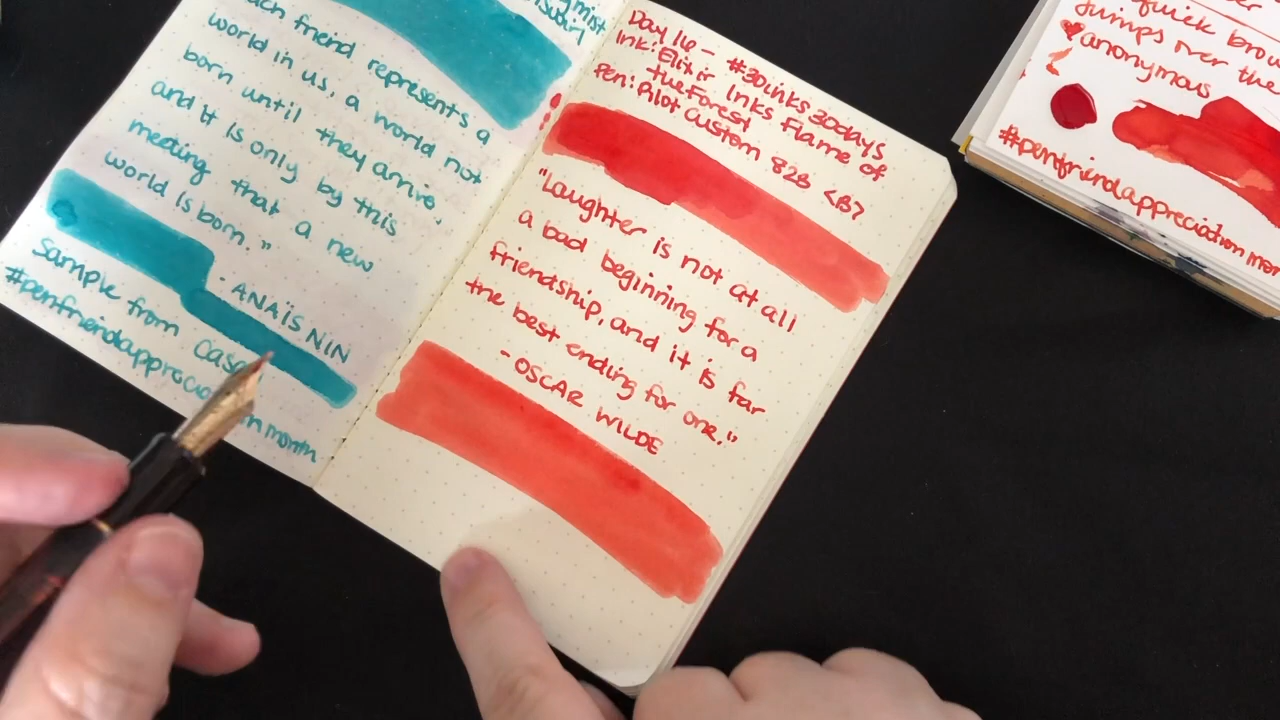 each friend represents a
world in us, a world not
born until they arrive,
and it is only by this
meeting that a new
world is born."
- ANAÏS NIN
Sample from
#penfriendappreciation month
Day 16 - #30inks30days
Ink: Elixir Inks Flame of
the Forest
Pen: Pilot Custom 828 <B>
"Laughter is not at all
a bad beginning for a
friendship, and it is far
the best ending for one."
- OSCAR WILDE
quick brow
jumps over the
anonymous
#penfriendappreciation mon